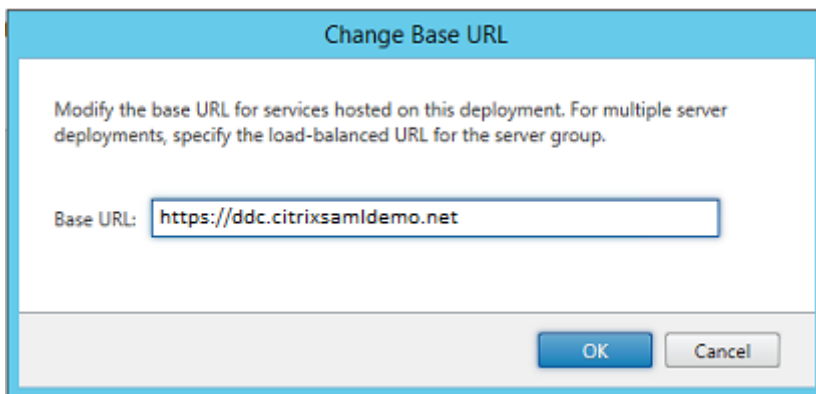 Change Base URL
Modify the base URL for services hosted on this deployment. For multiple server
deployments, specify the load-balanced URL for the server group.
Base URL: https://ddc.citrixsamldemo.net
OK Cancel